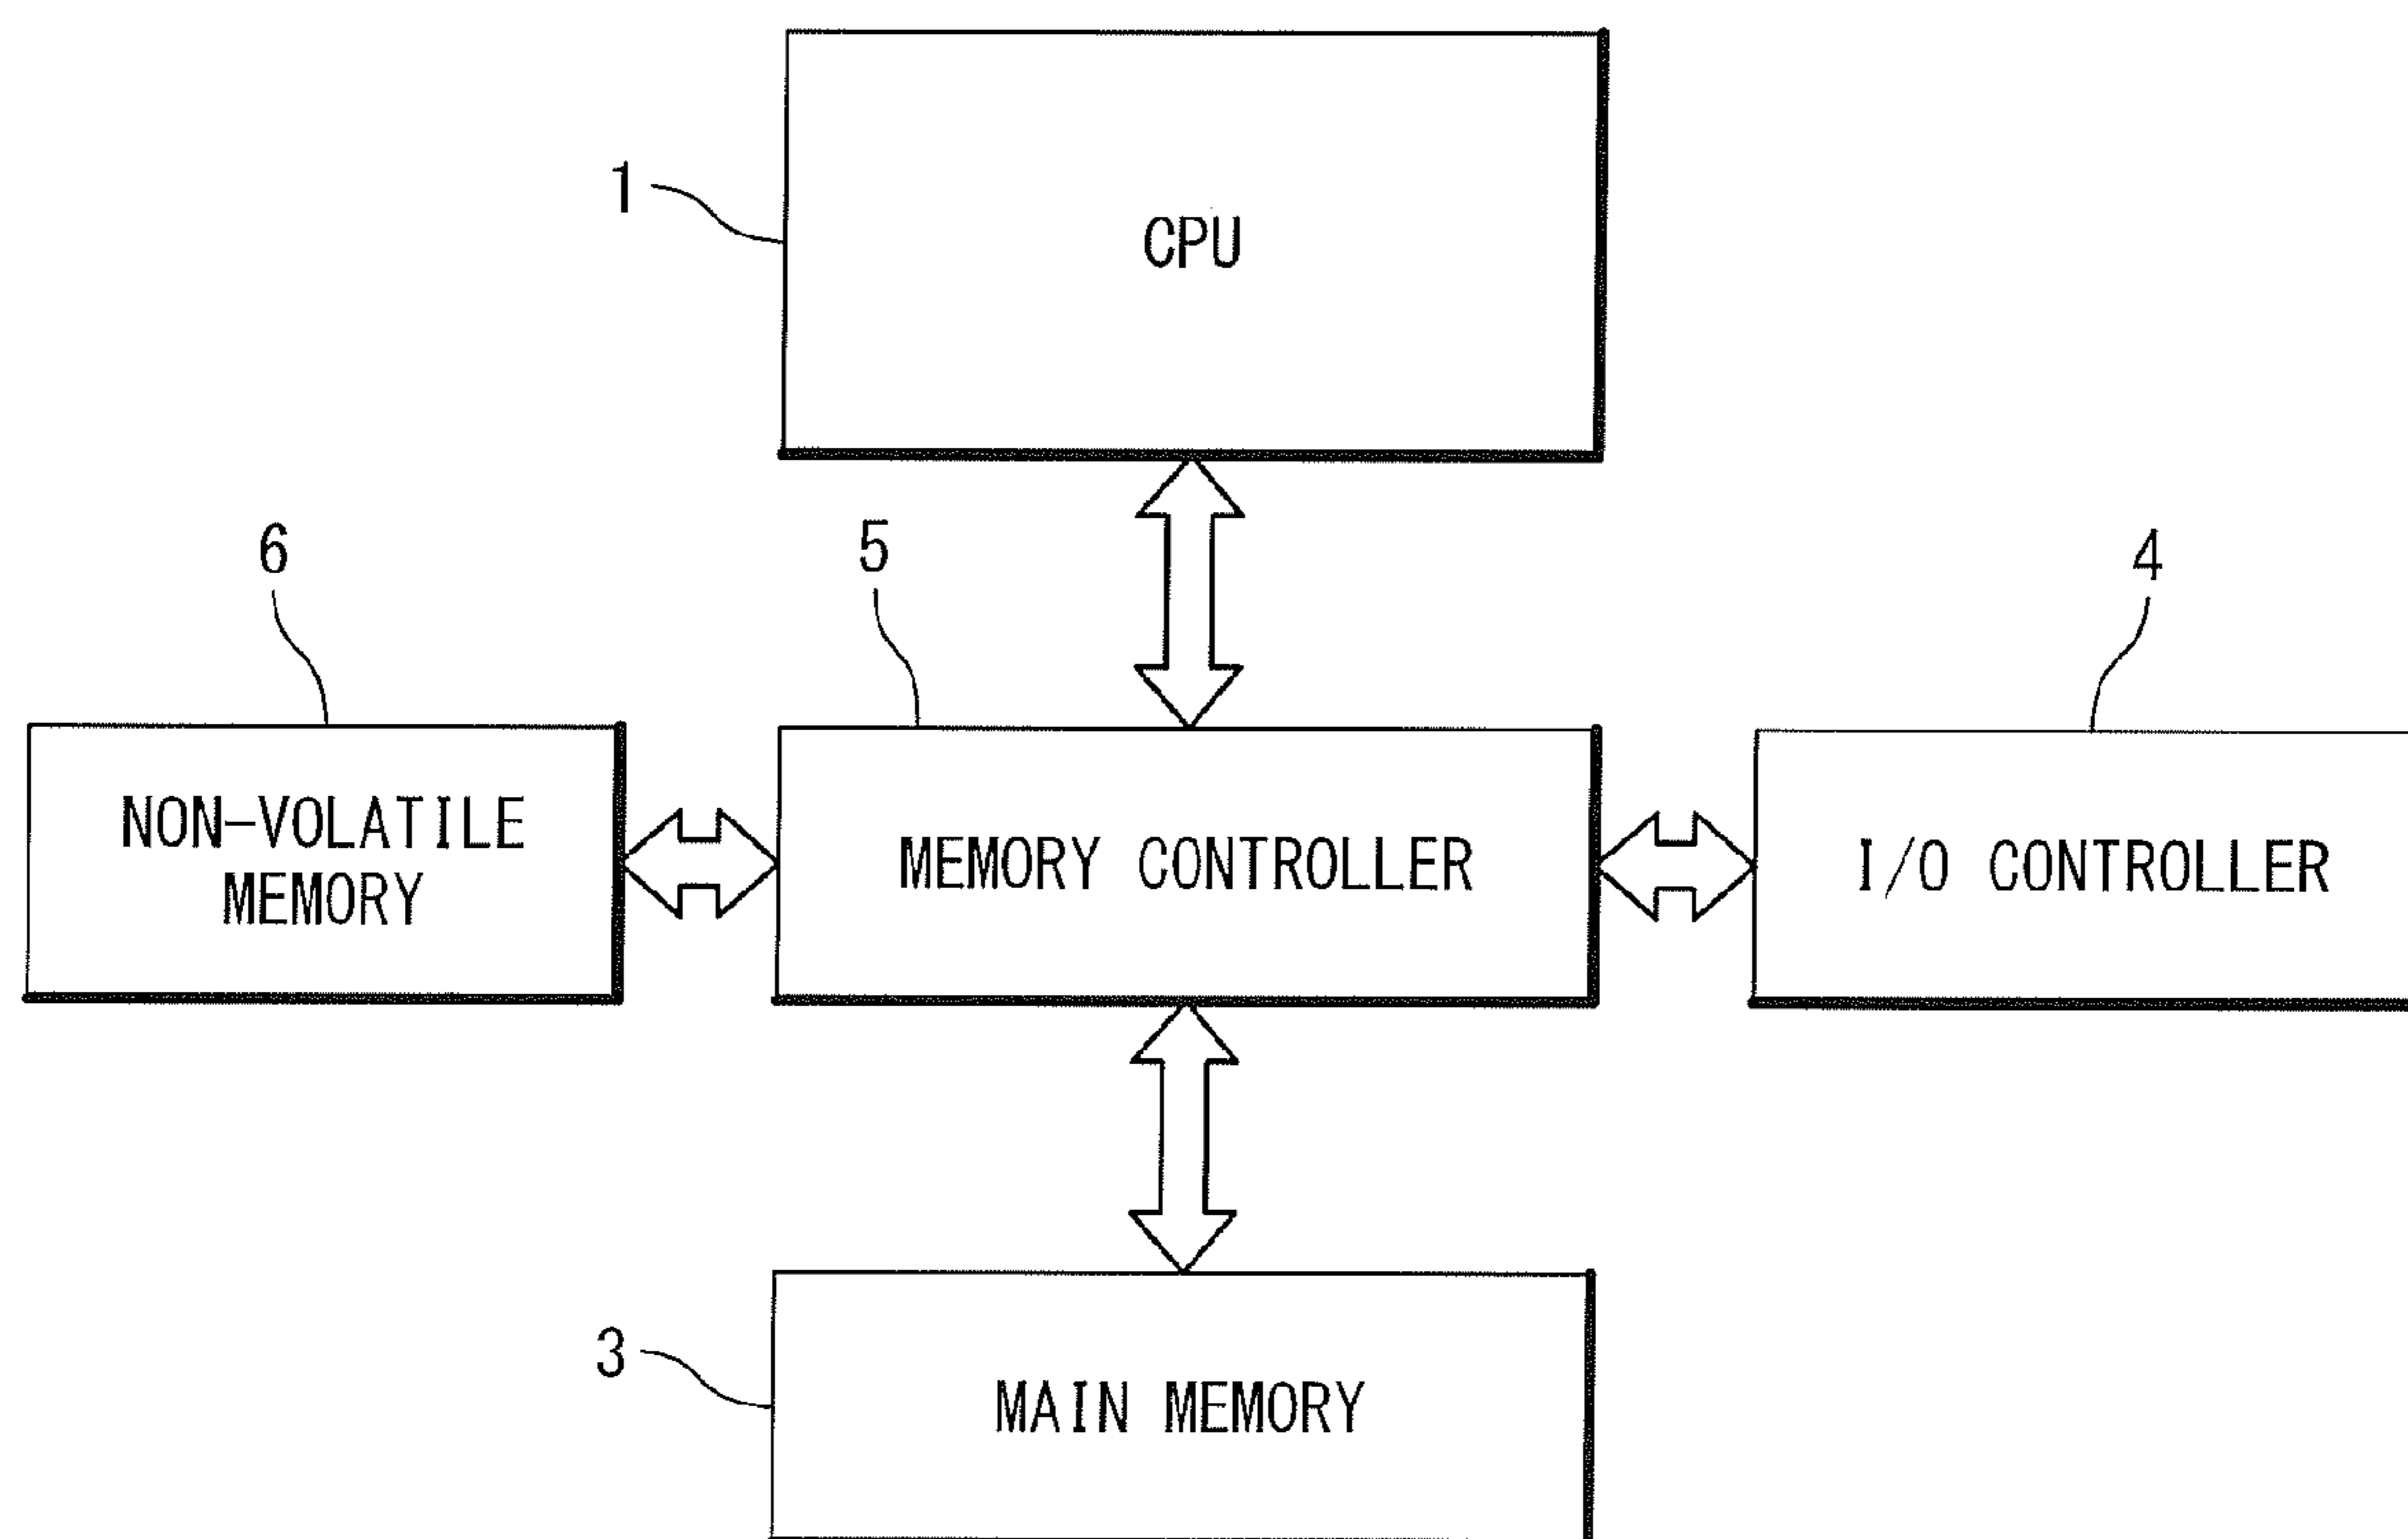 1
CPU
6
5
4
NON-VOLATILE
MEMORY
MEMORY CONTROLLER
I/O CONTROLLER
3
MAIN MEMORY